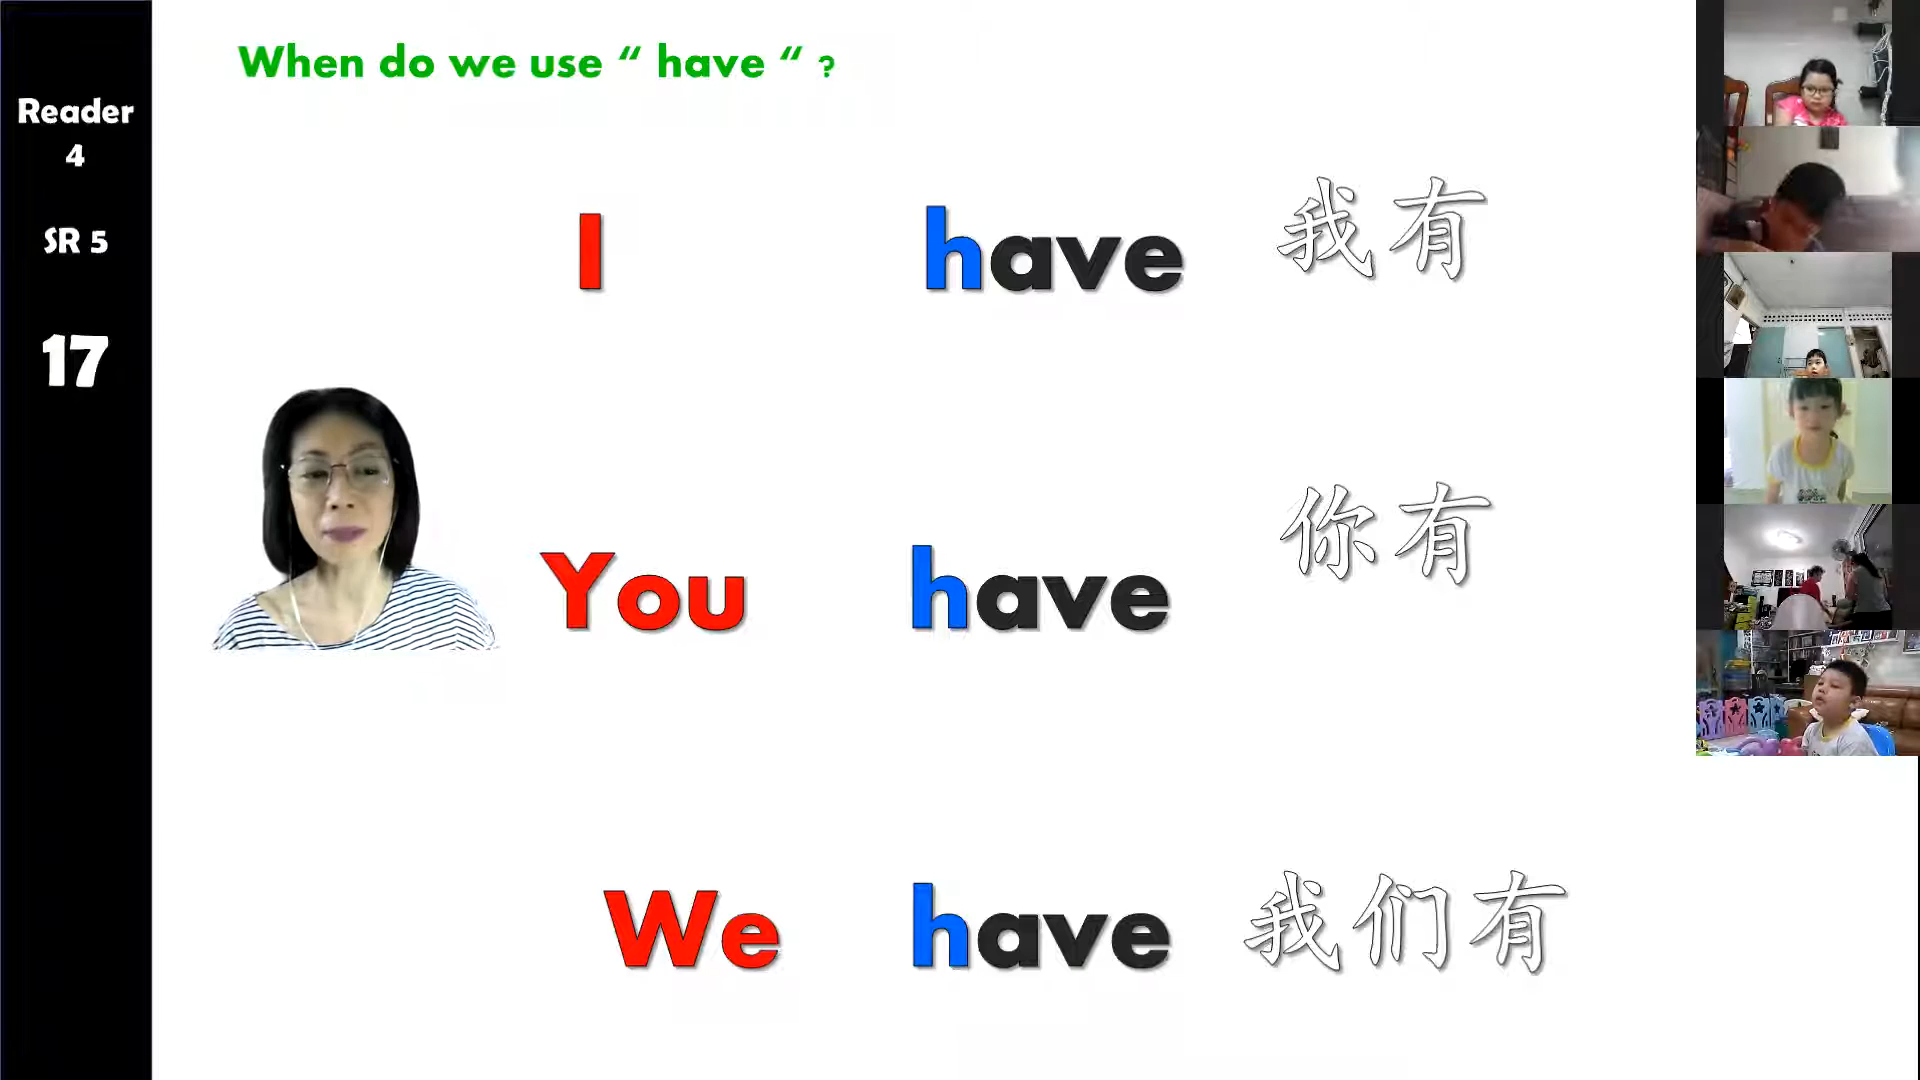 When do we use “ have “ ?
Reader
4
SR 5
17
I have 我有
You have 你有
We have 我们有